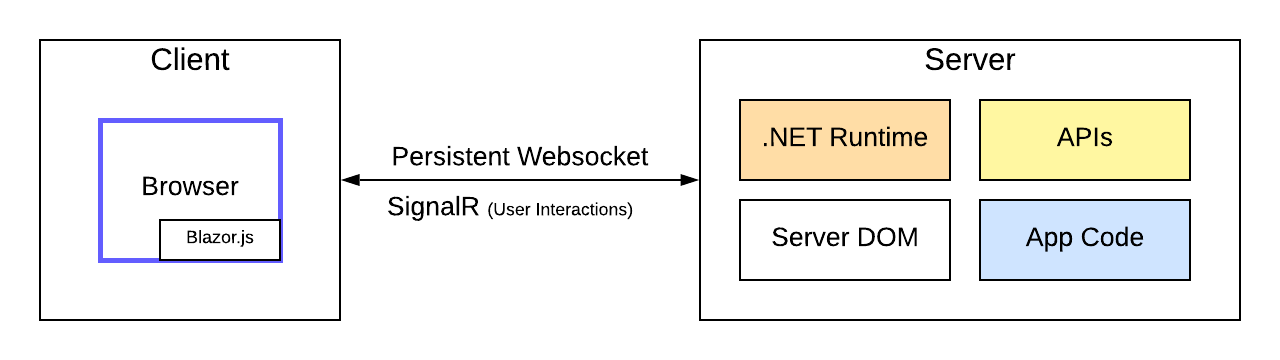 Client
Browser
Blazor.js
Persistent Websocket
SignalR (User Interactions)
Server
.NET Runtime
APIs
Server DOM
App Code